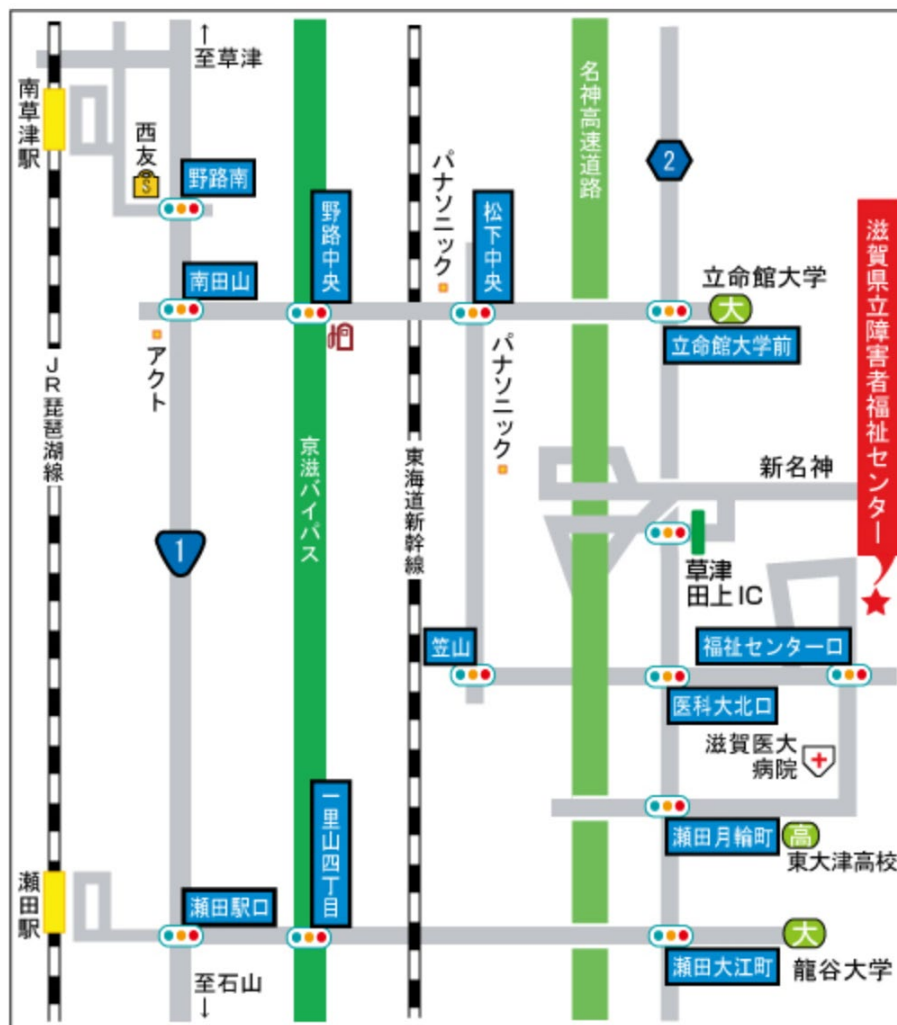 ↑
至草津
南草津駅
西友
S
野路南
野路中央
パナソニック
松下中央
名神高速道路
2
滋賀県立障害者福祉センター
南田山
立命館大学
大
立命館大学前
アクト
パナソニック
JR琵琶湖線
京滋バイパス
東海道新幹線
新名神
1
草津
田上IC
笠山
福祉センター口
医科大北口
滋賀医大
病院
一里山四丁目
瀬田月輪町
高
東大津高校
瀬田駅
瀬田駅口
大
瀬田大江町
龍谷大学
至石山
↓